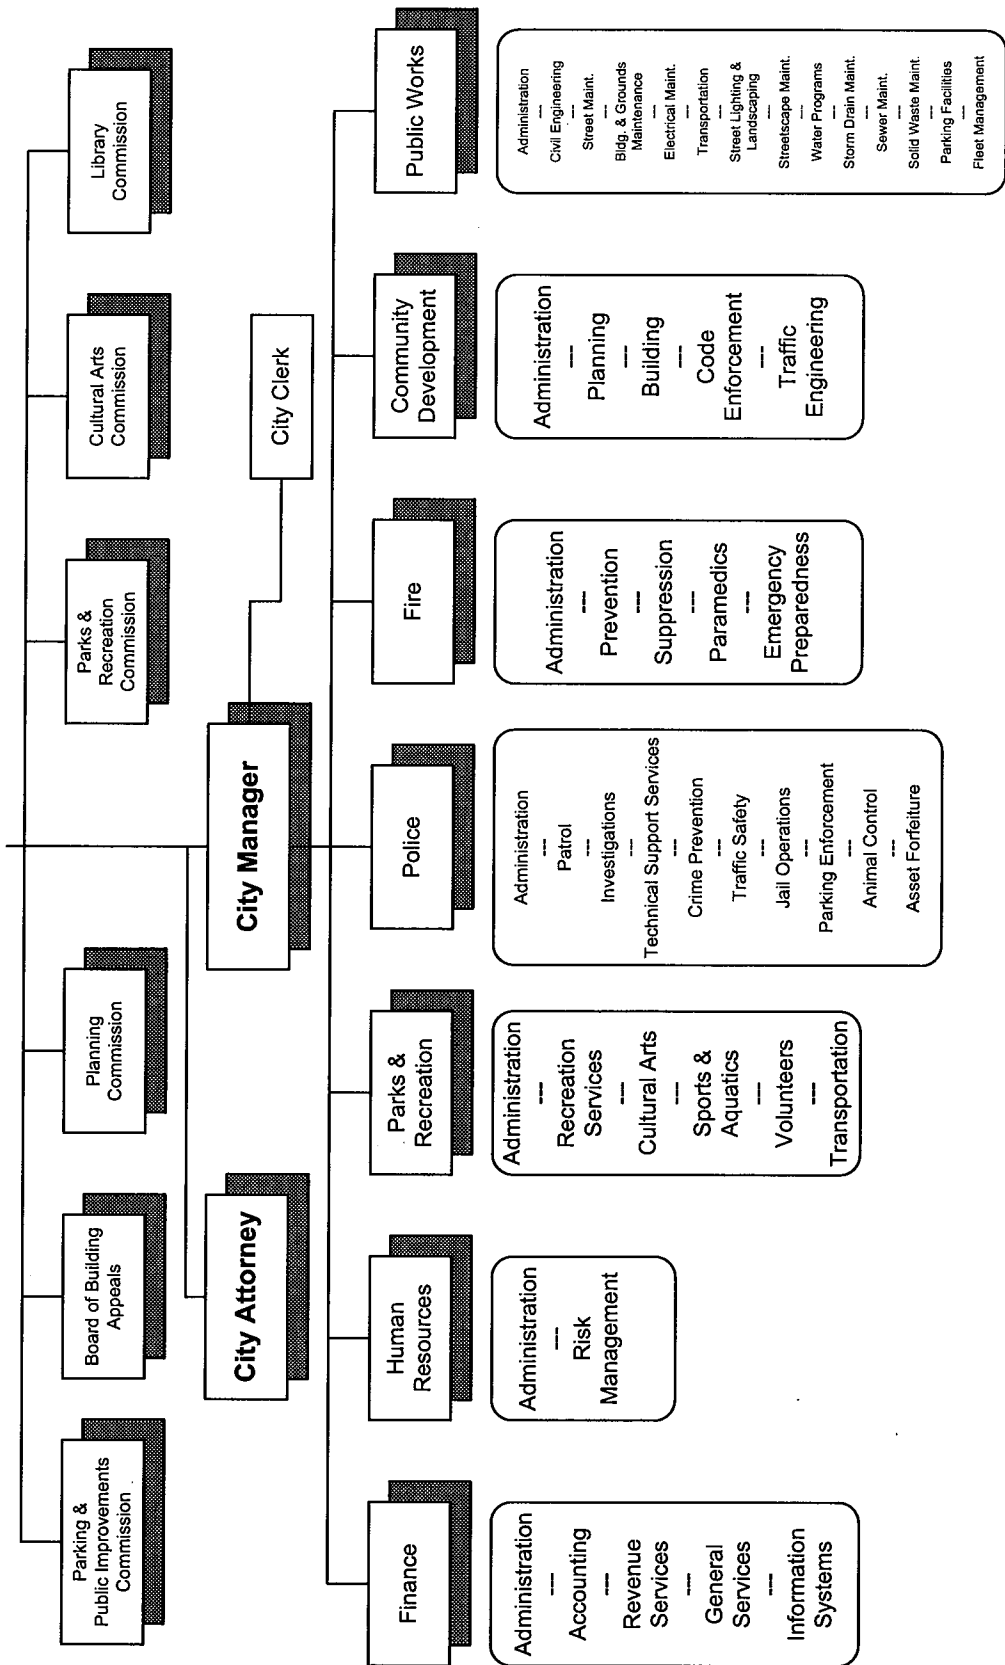 Parking &
Public Improvements
Commission
Board of Building
Appeals
Planning
Commission
Parks &
Recreation
Commission
Cultural Arts
Commission
Library
Commission
City Attorney
City Manager
City Clerk
Finance
Human
Resources
Parks &
Recreation
Police
Fire
Community
Development
Public Works
Administration
---
Accounting
---
Revenue
Services
---
General
Services
---
Information
Systems
Administration
---
Risk
Management
Administration
---
Recreation
Services
---
Cultural Arts
---
Sports &
Aquatics
---
Volunteers
---
Transportation
Administration
---
Patrol
---
Investigations
---
Technical Support Services
---
Crime Prevention
---
Traffic Safety
---
Jail Operations
---
Parking Enforcement
---
Animal Control
---
Asset Forfeiture
Administration
---
Prevention
---
Suppression
---
Paramedics
---
Emergency
Preparedness
Administration
---
Planning
---
Building
---
Code
Enforcement
---
Traffic
Engineering
Administration
---
Civil Engineering
---
Street Maint.
---
Bldg. & Grounds
Maintenance
---
Electrical Maint.
---
Transportation
---
Street Lighting &
Landscaping
---
Streetscape Maint.
---
Water Programs
---
Storm Drain Maint.
---
Sewer Maint.
---
Solid Waste Maint.
---
Parking Facilities
---
Fleet Management